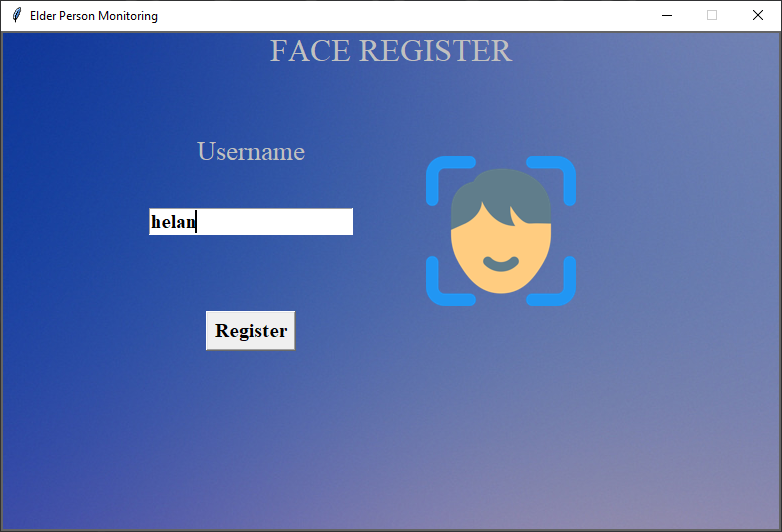 Elder Person Monitoring
FACE REGISTER
Username
helan
Register